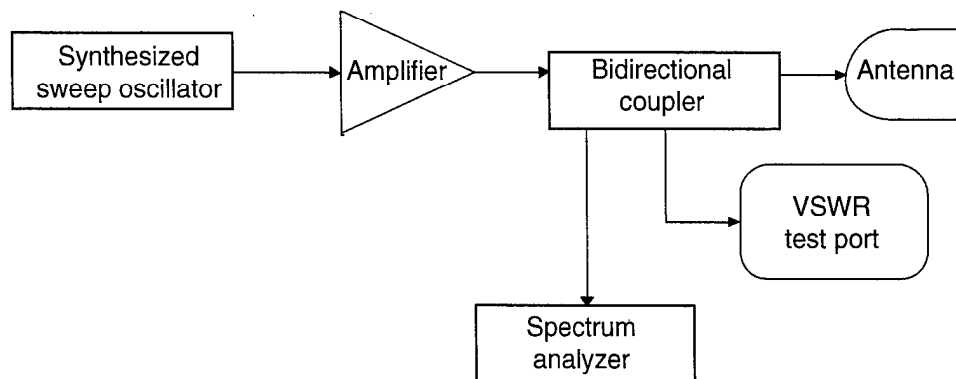 Synthesized
sweep oscillator
Amplifier
Bidirectional
coupler
Antenna
VSWR
test port
Spectrum
analyzer